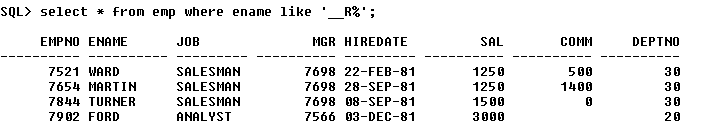 SQL> select * from emp where ename like '__R%';
EMPNO ENAME JOB MGR HIREDATE SAL COMM DEPTNO
---------- ---------- --------- ---------- --------- ---------- ---------- ----------
7521 WARD SALESMAN 7698 22-FEB-81 1250 500 30
7654 MARTIN SALESMAN 7698 28-SEP-81 1250 1400 30
7844 TURNER SALESMAN 7698 08-SEP-81 1500 0 30
7902 FORD ANALYST 7566 03-DEC-81 3000 20